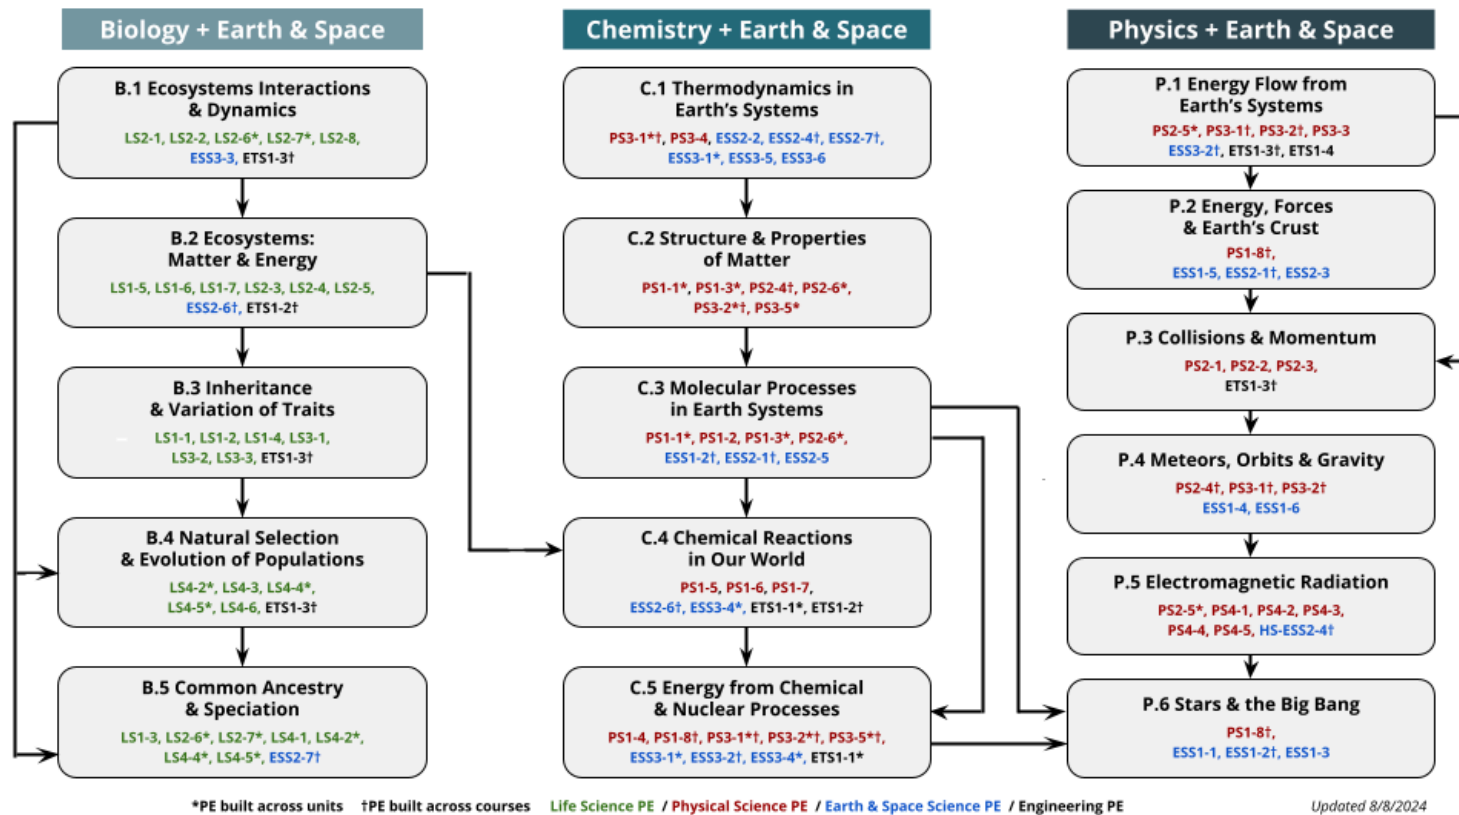 Biology + Earth & Space
B.1 Ecosystems Interactions
& Dynamics
LS2-1, LS2-2, LS2-6*, LS2-7*, LS2-8,
ESS3-3, ETS1-3†
B.2 Ecosystems:
Matter & Energy
LS1-5, LS1-6, LS1-7, LS2-3, LS2-4, LS2-5,
ESS2-6†, ETS1-2†
B.3 Inheritance
& Variation of Traits
LS1-1, LS1-2, LS1-4, LS3-1,
LS3-2, LS3-3, ETS1-3†
B.4 Natural Selection
& Evolution of Populations
LS4-2*, LS4-3, LS4-4*,
LS4-5*, LS4-6, ETS1-3†
B.5 Common Ancestry
& Speciation
LS1-3, LS2-6*, LS2-7*, LS4-1, LS4-2*,
LS4-4*, LS4-5*, ESS2-7†
Chemistry + Earth & Space
C.1 Thermodynamics in
Earth's Systems
PS3-1*†, PS3-4, ESS2-2, ESS2-4†, ESS2-7†,
ESS3-1*, ESS3-5, ESS3-6
C.2 Structure & Properties
of Matter
PS1-1*, PS1-3*, PS2-4†, PS2-6*,
PS3-2*†, PS3-5*
C.3 Molecular Processes
in Earth Systems
PS1-1*, PS1-2, PS1-3*, PS2-6*,
ESS1-2†, ESS2-1†, ESS2-5
C.4 Chemical Reactions
in Our World
PS1-5, PS1-6, PS1-7,
ESS2-6†, ESS3-4*, ETS1-1*, ETS1-2†
C.5 Energy from Chemical
& Nuclear Processes
PS1-4, PS1-8†, PS3-1*†, PS3-2*†, PS3-5*†,
ESS3-1*, ESS3-2†, ESS3-4*, ETS1-1*
Physics + Earth & Space
P.1 Energy Flow from
Earth's Systems
PS2-5*, PS3-1†, PS3-2†, PS3-3
ESS3-2†, ETS1-3†, ETS1-4
P.2 Energy, Forces
& Earth's Crust
PS1-8†,
ESS1-5, ESS2-1†, ESS2-3
P.3 Collisions & Momentum
PS2-1, PS2-2, PS2-3,
ETS1-3†
P.4 Meteors, Orbits & Gravity
PS2-4†, PS3-1†, PS3-2†
ESS1-4, ESS1-6
P.5 Electromagnetic Radiation
PS2-5*, PS4-1, PS4-2, PS4-3,
PS4-4, PS4-5, HS-ESS2-4†
P.6 Stars & the Big Bang
PS1-8†,
ESS1-1, ESS1-2†, ESS1-3
*PE built across units †PE built across courses Life Science PE / Physical Science PE / Earth & Space Science PE / Engineering PE
Updated 8/8/2024